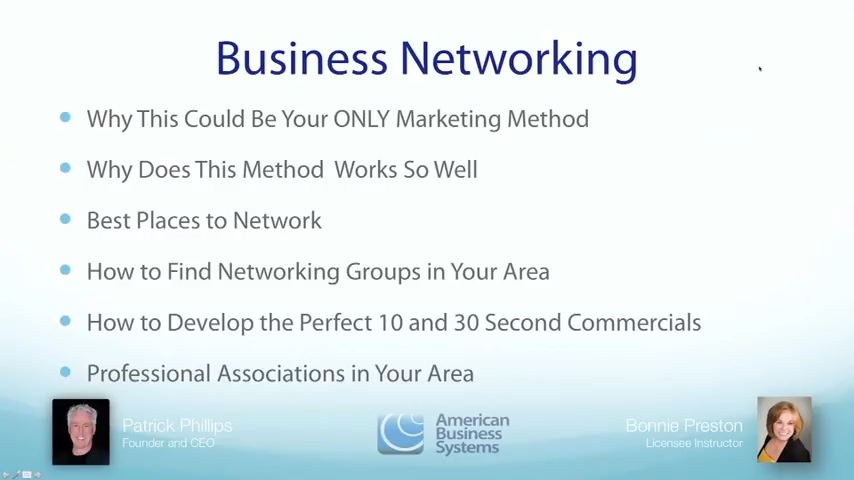 Business Networking
Why This Could Be Your ONLY Marketing Method
Why Does This Method Works So Well
Best Places to Network
How to Find Networking Groups in Your Area
How to Develop the Perfect 10 and 30 Second Commercials
Professional Associations in Your Area
Patrick Phillips
Founder and CEO
American
Business
Systems
Bonnie Preston
Licensee Instructor